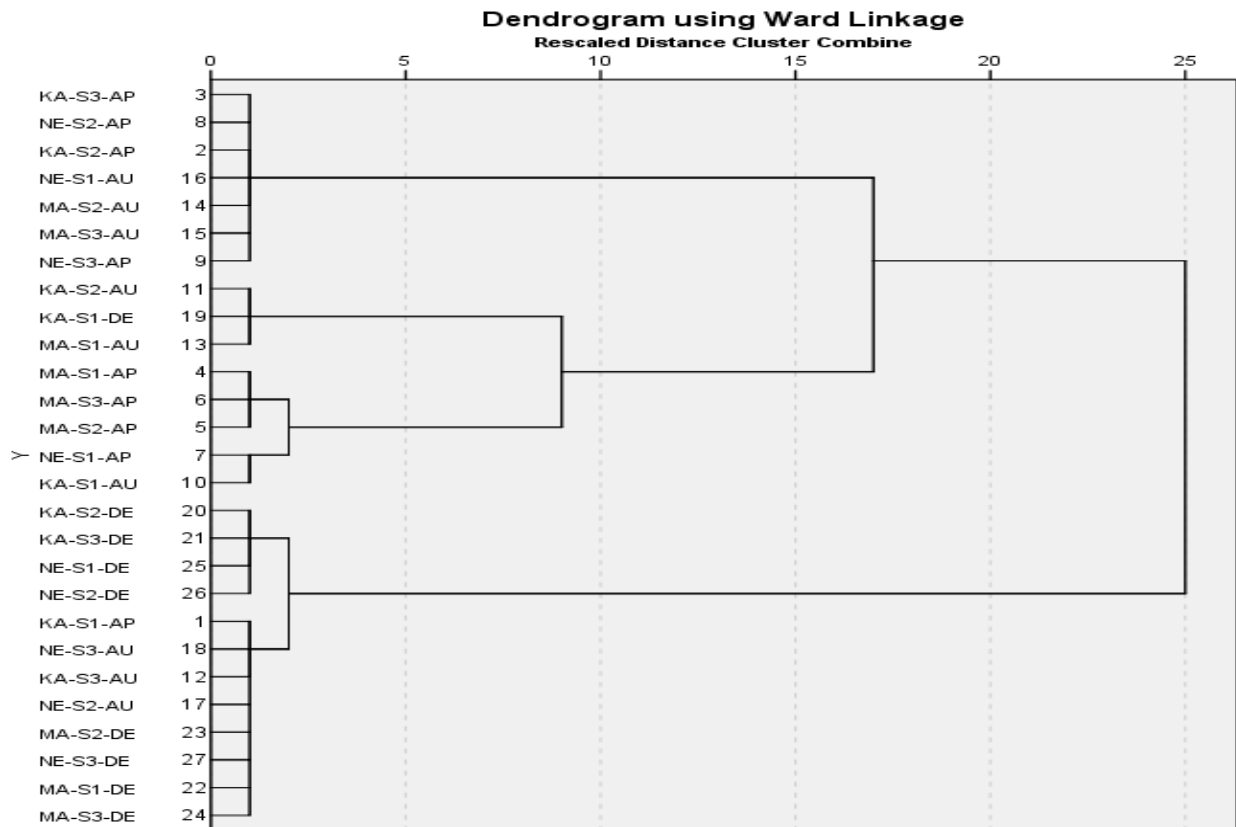 Dendrogram using Ward Linkage
Rescaled Distance Cluster Combine
0 5 10 15 20 25
KA-S3-AP 3
NE-S2-AP 8
KA-S2-AP 2
NE-S1-AU 16
MA-S2-AU 14
MA-S3-AU 15
NE-S3-AP 9
KA-S2-AU 11
KA-S1-DE 19
MA-S1-AU 13
MA-S1-AP 4
MA-S3-AP 6
MA-S2-AP 5
Y NE-S1-AP 7
KA-S1-AU 10
KA-S2-DE 20
KA-S3-DE 21
NE-S1-DE 25
NE-S2-DE 26
KA-S1-AP 1
NE-S3-AU 18
KA-S3-AU 12
NE-S2-AU 17
MA-S2-DE 23
NE-S3-DE 27
MA-S1-DE 22
MA-S3-DE 24